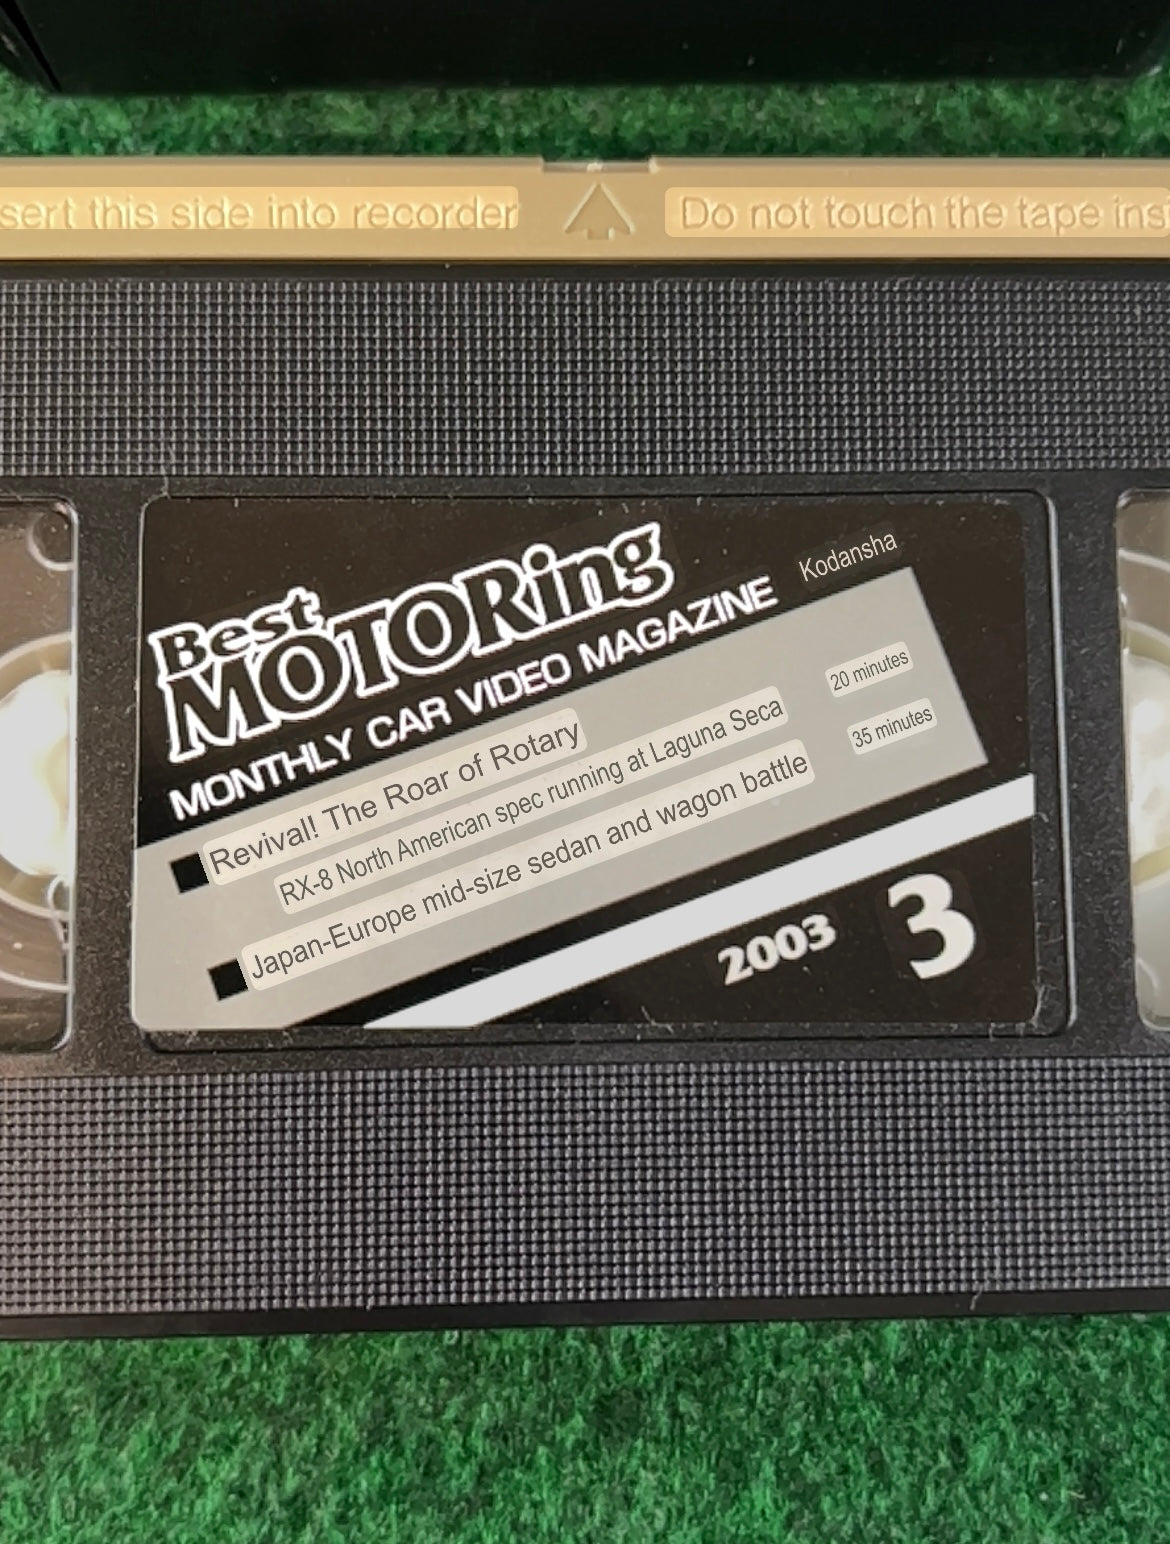 sert this side into recorder
Do not touch the tape ins
Best
MOTORing
MONTHLY CAR VIDEO MAGAZINE
Kodansha
Revival! The Roar of Rotary
RX-8 North American spec running at Laguna Seca
20 minutes
Japan-Europe mid-size sedan and wagon battle
35 minutes
2003
3